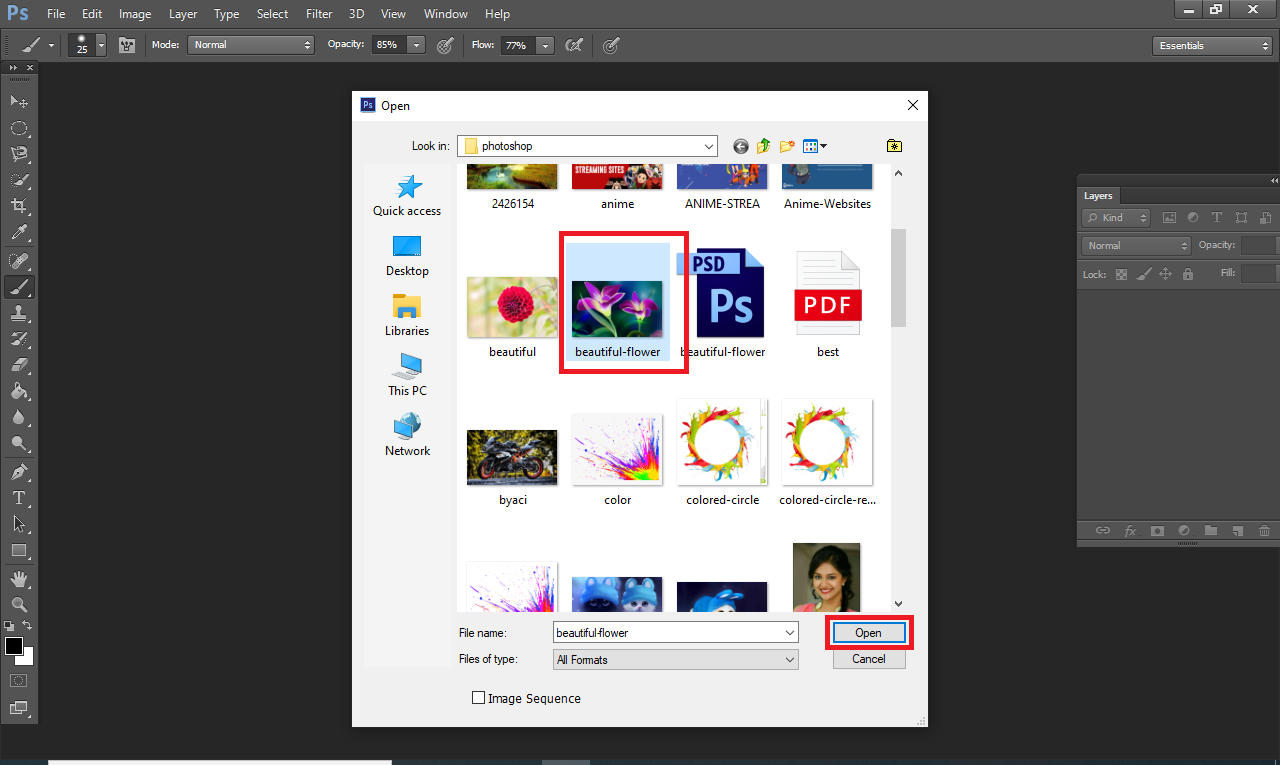 Ps File Edit Image Layer Type Select Filter 3D View Window Help
25 Mode: Normal Opacity: 85% Flow: 77% Essentials
Ps Open
Look in: photoshop
Quick access
Desktop
Libraries
This PC
Network
STREAMING SITES
2426154 anime ANIME-STREA Anime-Websites
PSD
Ps
PDF
beautiful beautiful-flower beautiful-flower best
byaci color colored-circle colored-circle-re...
File name: beautiful-flower Open
Files of type: All Formats Cancel
Image Sequence
Layers
Kind T
Normal Opacity:
Lock: Fill:
fx
T